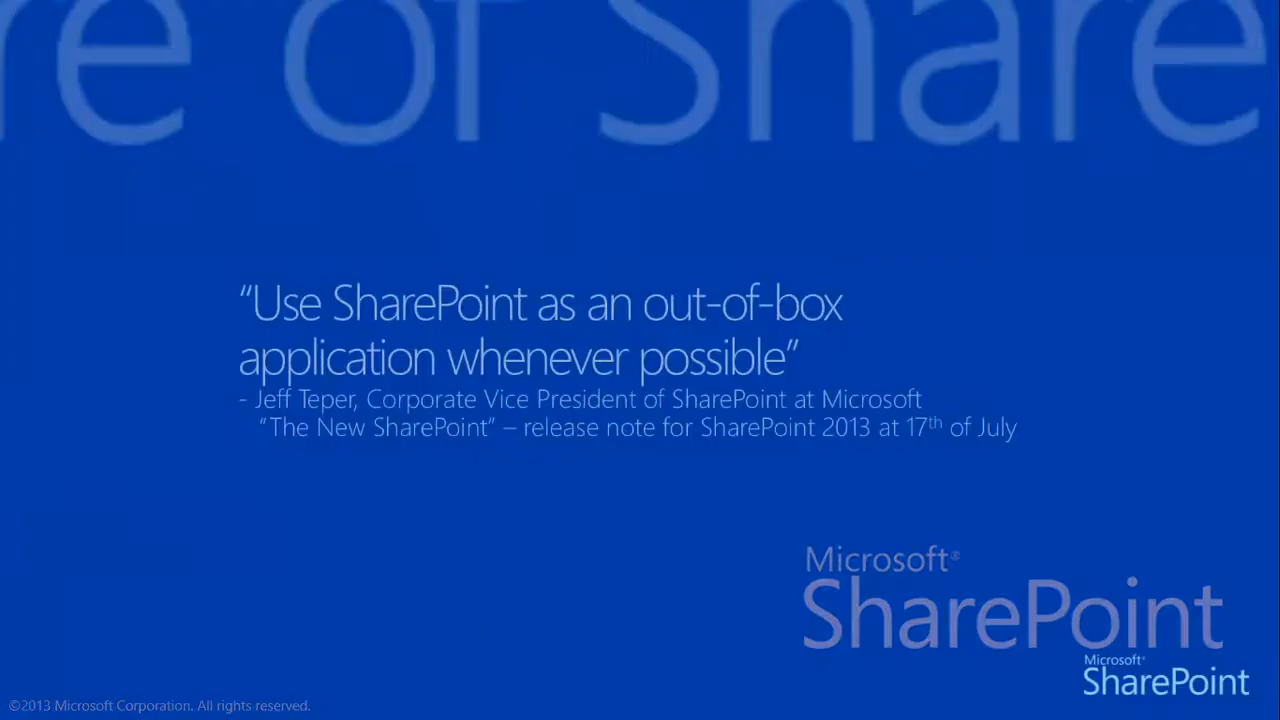 re of Share
“Use SharePoint as an out-of-box
application whenever possible”
- Jeff Teper, Corporate Vice President of SharePoint at Microsoft
“The New SharePoint” – release note for SharePoint 2013 at 17th of July
Microsoft®
SharePoint
Microsoft®
SharePoint
©2013 Microsoft Corporation. All rights reserved.